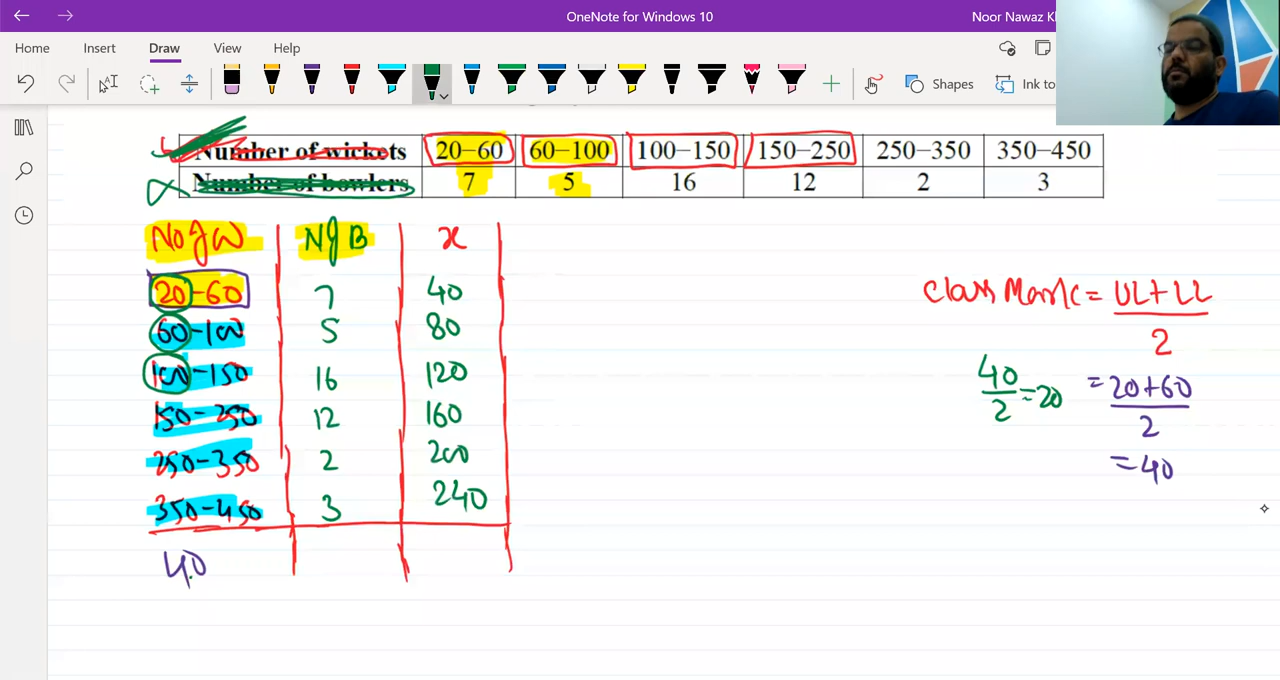 OneNote for Windows 10
Noor Nawaz Kh
Home Insert Draw View Help
Shapes
Ink to
Number of wickets 20–60 60–100 100–150 150–250 250–350 350–450
Number of bowlers 7 5 16 12 2 3
No of W N of B x
20-60 7 40
60-100 5 80
100-150 16 120
150-250 12 160
250-350 2 200
350-450 3 240
40
Class Mark = UL+LL
2
= 20+60
2
= 40
40
2 = 20